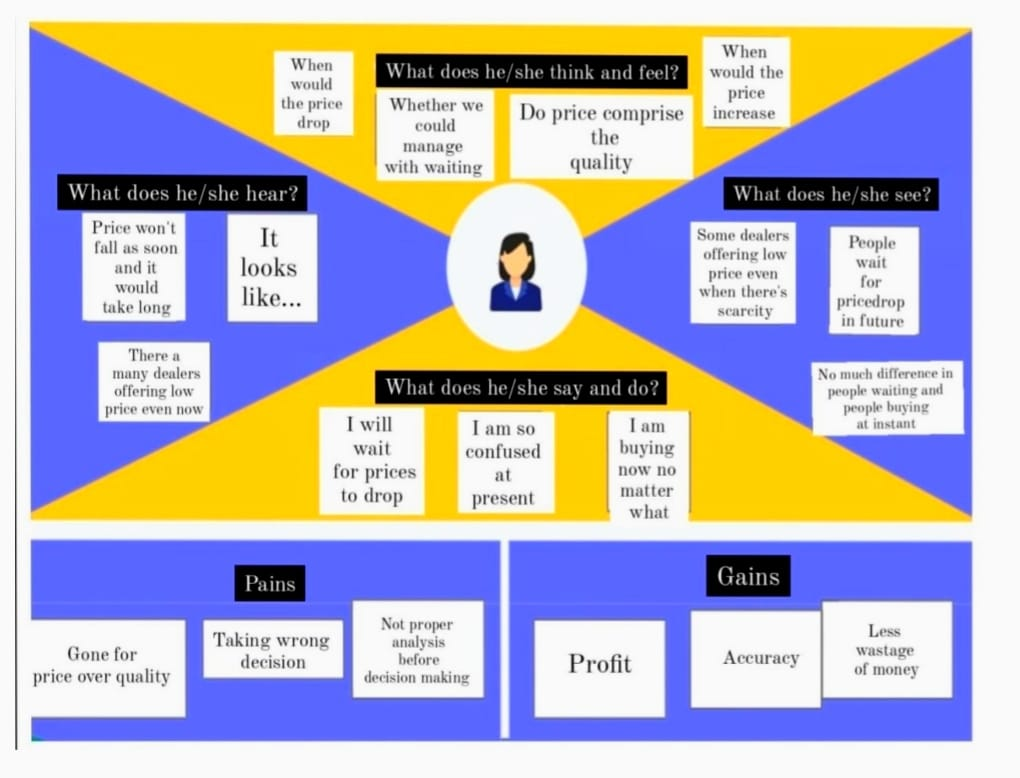 What does he/she think and feel?
When
would
the price
drop
Whether we
could
manage
with waiting
Do price comprise
the
quality
When
would the
price
increase
What does he/she hear?
Price won't
fall as soon
and it
would
take long
It
looks
like...
There a
many dealers
offering low
price even now
What does he/she see?
Some dealers
offering low
price even
when there's
scarcity
People
wait
for
pricedrop
in future
No much difference in
people waiting and
people buying
at instant
What does he/she say and do?
I will
wait
for prices
to drop
I am so
confused
at
present
I am
buying
now no
matter
what
Pains
Gone for
price over quality
Taking wrong
decision
Not proper
analysis
before
decision making
Gains
Profit
Accuracy
Less
wastage
of money